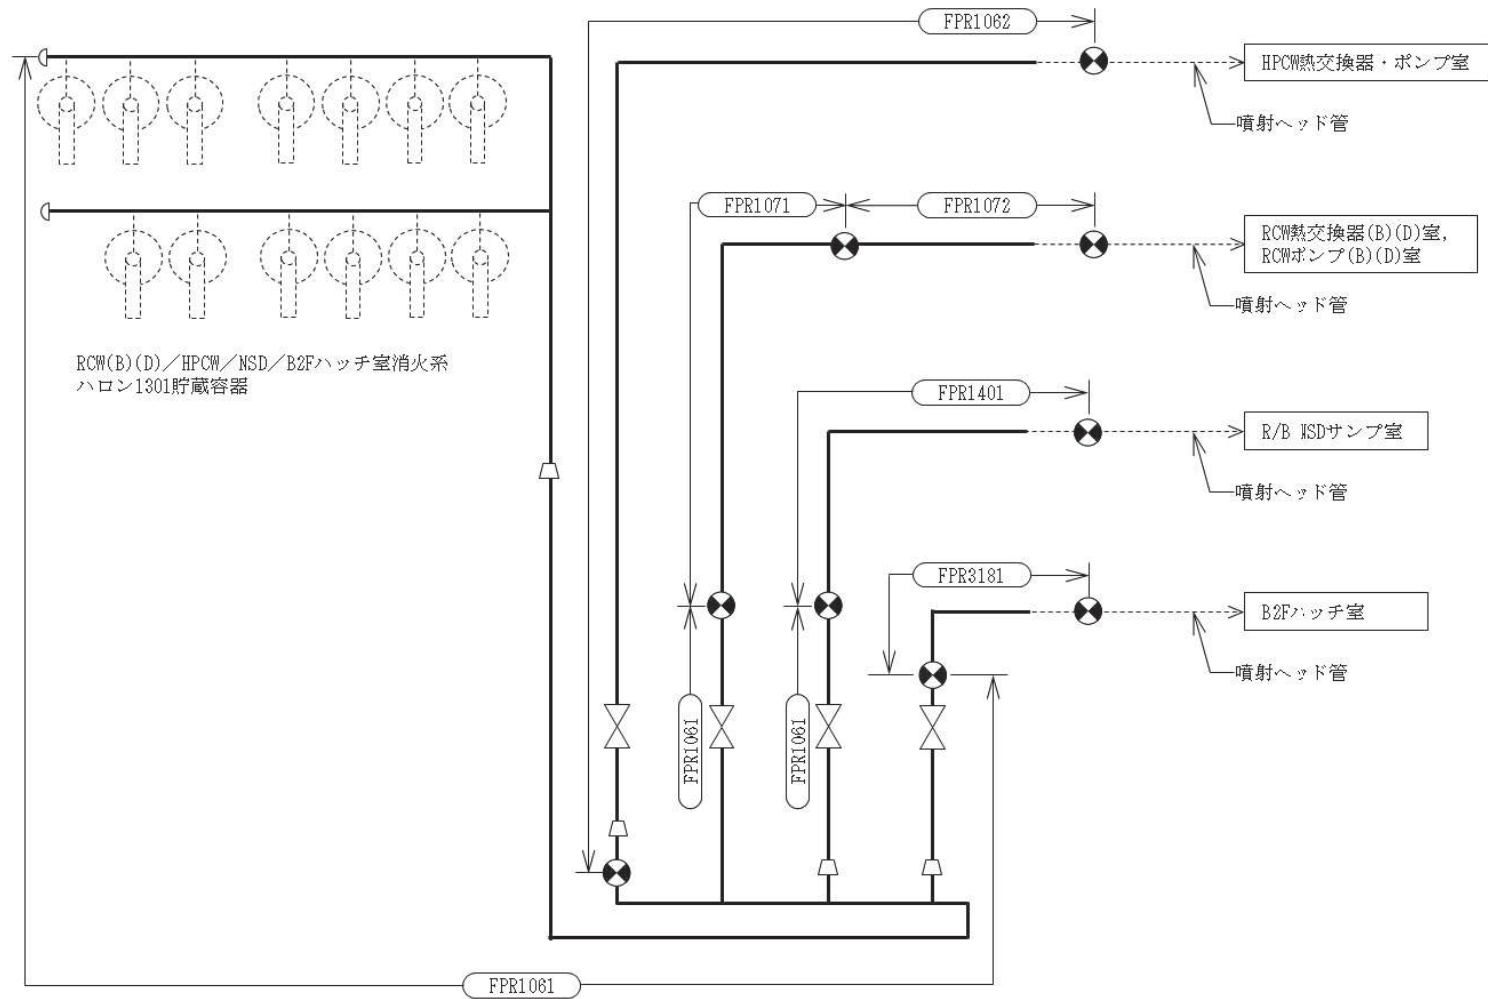 FPR1062
HPCW熱交換器・ポンプ室
噴射ヘッド管
FPR1071
FPR1072
RCW熱交換器(B)(D)室,
RCWポンプ(B)(D)室
噴射ヘッド管
RCW(B)(D)／HPCW／NSD／B2Fハッチ室消火系
ハロン1301貯蔵容器
FPR1401
R/B NSDサンプ室
噴射ヘッド管
FPR3181
B2Fハッチ室
噴射ヘッド管
FPR1061
FPR1061
FPR1061